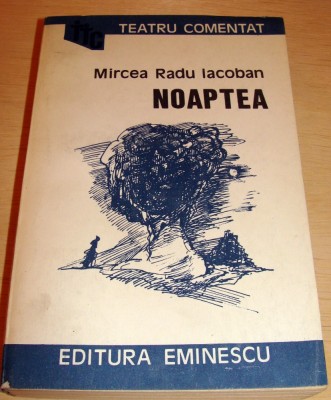 TEATRU COMENTAT
Mircea Radu Iacoban
NOAPTEA
EDITURA EMINESCU